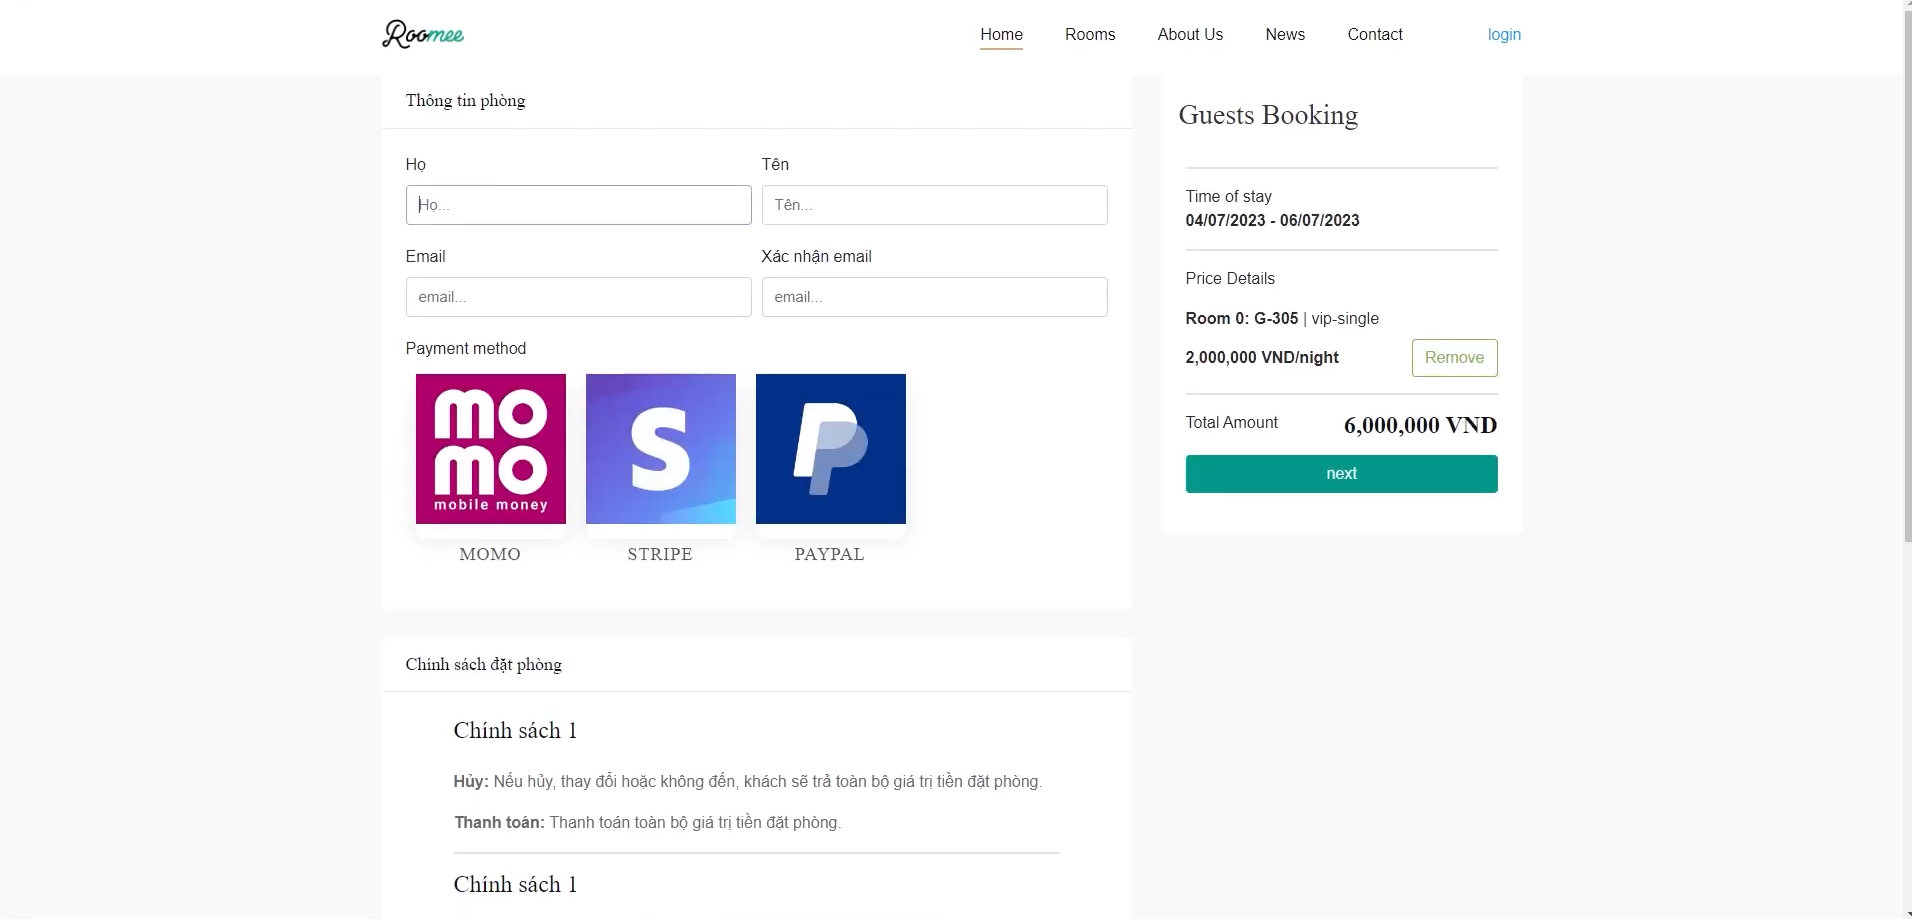 Roomee
Home Rooms About Us News Contact login
Thông tin phòng
Họ Tên
Họ... Tên...
Email Xác nhận email
email... email...
Payment method
mo
mo
mobile money
S
P
MOMO STRIPE PAYPAL
Chính sách đặt phòng
Chính sách 1
Hủy: Nếu hủy, thay đổi hoặc không đến, khách sẽ trả toàn bộ giá trị tiền đặt phòng.
Thanh toán: Thanh toán toàn bộ giá trị tiền đặt phòng.
Chính sách 1
Guests Booking
Time of stay
04/07/2023 - 06/07/2023
Price Details
Room 0: G-305 | vip-single
2,000,000 VND/night Remove
Total Amount 6,000,000 VND
next